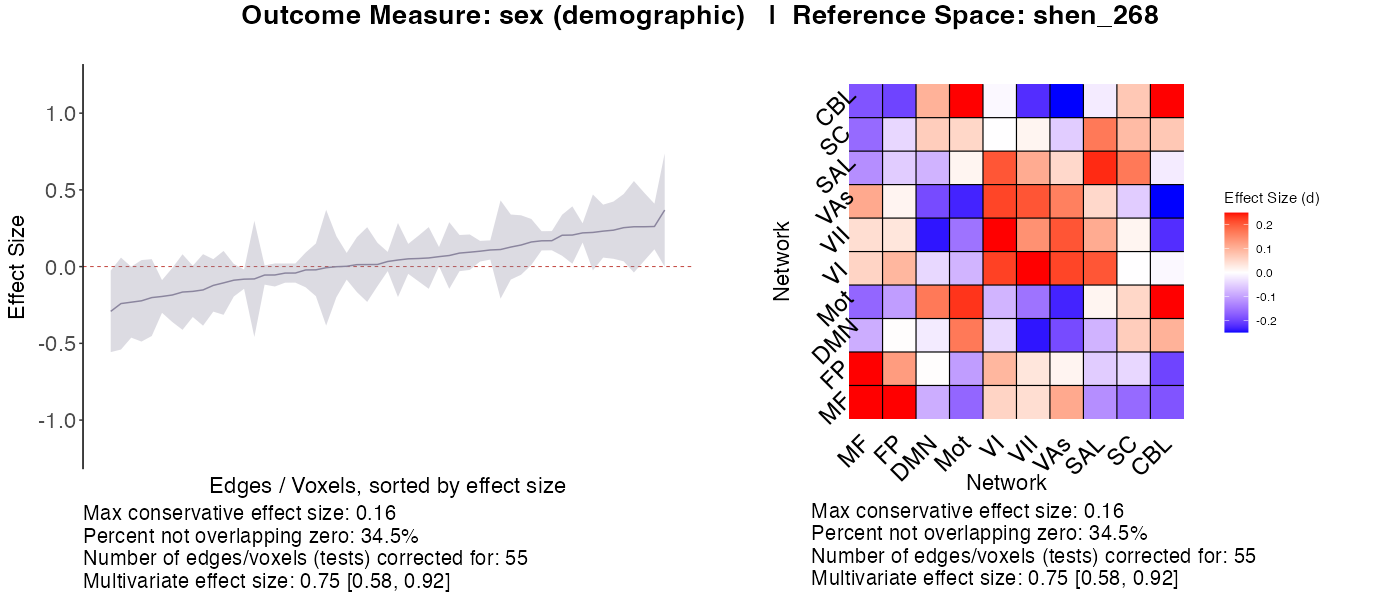 Outcome Measure: sex (demographic) | Reference Space: shen_268
Effect Size
1.0
0.5
0.0
-0.5
-1.0
Edges / Voxels, sorted by effect size
Max conservative effect size: 0.16
Percent not overlapping zero: 34.5%
Number of edges/voxels (tests) corrected for: 55
Multivariate effect size: 0.75 [0.58, 0.92]
Network
CBL
SC
SAL
VAs
VII
VI
Mot
DMN
FP
MF
MF
FP
DMN
Mot
VI
VII
VAs
SAL
SC
CBL
Network
Effect Size (d)
0.2
0.1
0.0
-0.1
-0.2
Max conservative effect size: 0.16
Percent not overlapping zero: 34.5%
Number of edges/voxels (tests) corrected for: 55
Multivariate effect size: 0.75 [0.58, 0.92]